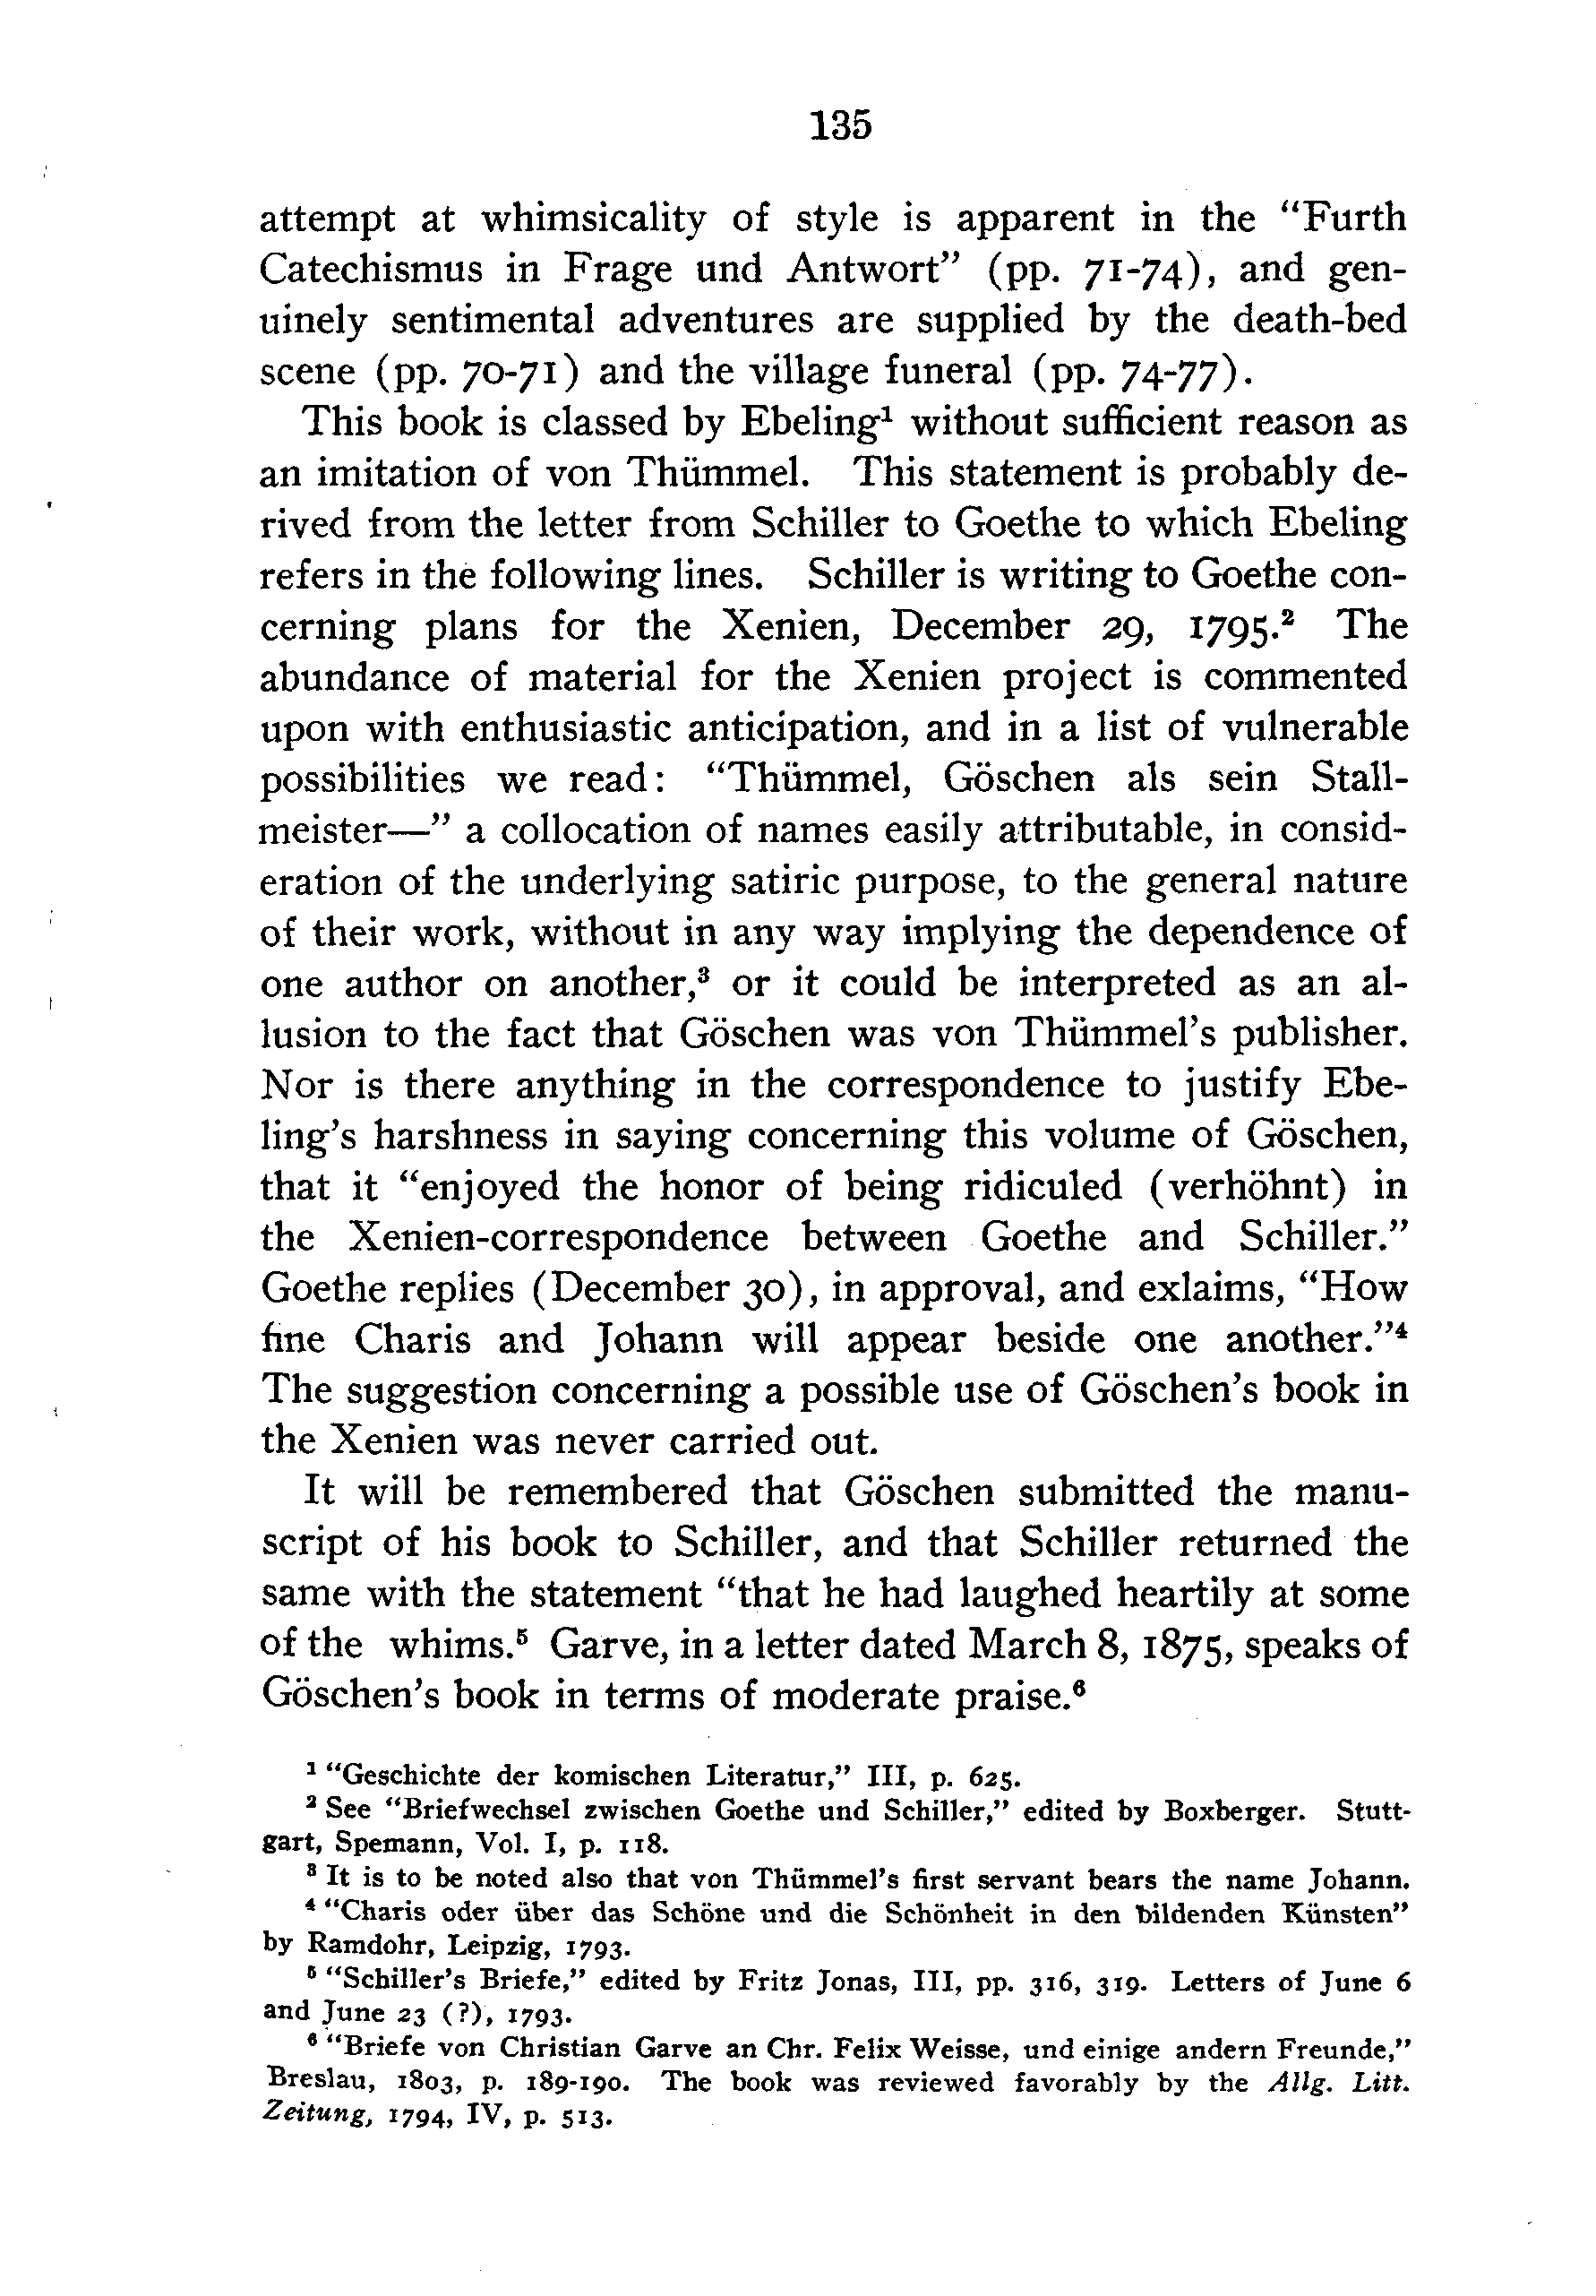 135
attempt at whimsicality of style is apparent in the “Furth
Catechismus in Frage und Antwort” (pp. 71-74), and gen-
uinely sentimental adventures are supplied by the death-bed
scene (pp. 70-71) and the village funeral (pp. 74-77).
This book is classed by Ebeling¹ without sufficient reason as
an imitation of von Thümmel. This statement is probably de-
rived from the letter from Schiller to Goethe to which Ebeling
refers in the following lines. Schiller is writing to Goethe con-
cerning plans for the Xenien, December 29, 1795.² The
abundance of material for the Xenien project is commented
upon with enthusiastic anticipation, and in a list of vulnerable
possibilities we read: “Thümmel, Göschen als sein Stall-
meister—” a collocation of names easily attributable, in consid-
eration of the underlying satiric purpose, to the general nature
of their work, without in any way implying the dependence of
one author on another,³ or it could be interpreted as an al-
lusion to the fact that Göschen was von Thümmel’s publisher.
Nor is there anything in the correspondence to justify Ebe-
ling’s harshness in saying concerning this volume of Göschen,
that it “enjoyed the honor of being ridiculed (verhöhnt) in
the Xenien-correspondence between Goethe and Schiller.”
Goethe replies (December 30), in approval, and exlaims, “How
fine Charis and Johann will appear beside one another.”⁴
The suggestion concerning a possible use of Göschen’s book in
the Xenien was never carried out.
It will be remembered that Göschen submitted the manu-
script of his book to Schiller, and that Schiller returned the
same with the statement “that he had laughed heartily at some
of the whims.⁵ Garve, in a letter dated March 8, 1875, speaks of
Göschen’s book in terms of moderate praise.⁶
¹ “Geschichte der komischen Literatur,” III, p. 625.
² See “Briefwechsel zwischen Goethe und Schiller,” edited by Boxberger. Stutt-
gart, Spemann, Vol. I, p. 118.
³ It is to be noted also that von Thümmel’s first servant bears the name Johann.
⁴ “Charis oder über das Schöne und die Schönheit in den bildenden Künsten”
by Ramdohr, Leipzig, 1793.
⁵ “Schiller’s Briefe,” edited by Fritz Jonas, III, pp. 316, 319. Letters of June 6
and June 23 (?), 1793.
⁶ “Briefe von Christian Garve an Chr. Felix Weisse, und einige andern Freunde,”
Breslau, 1803, p. 189-190. The book was reviewed favorably by the Allg. Litt.
Zeitung, 1794, IV, p. 513.